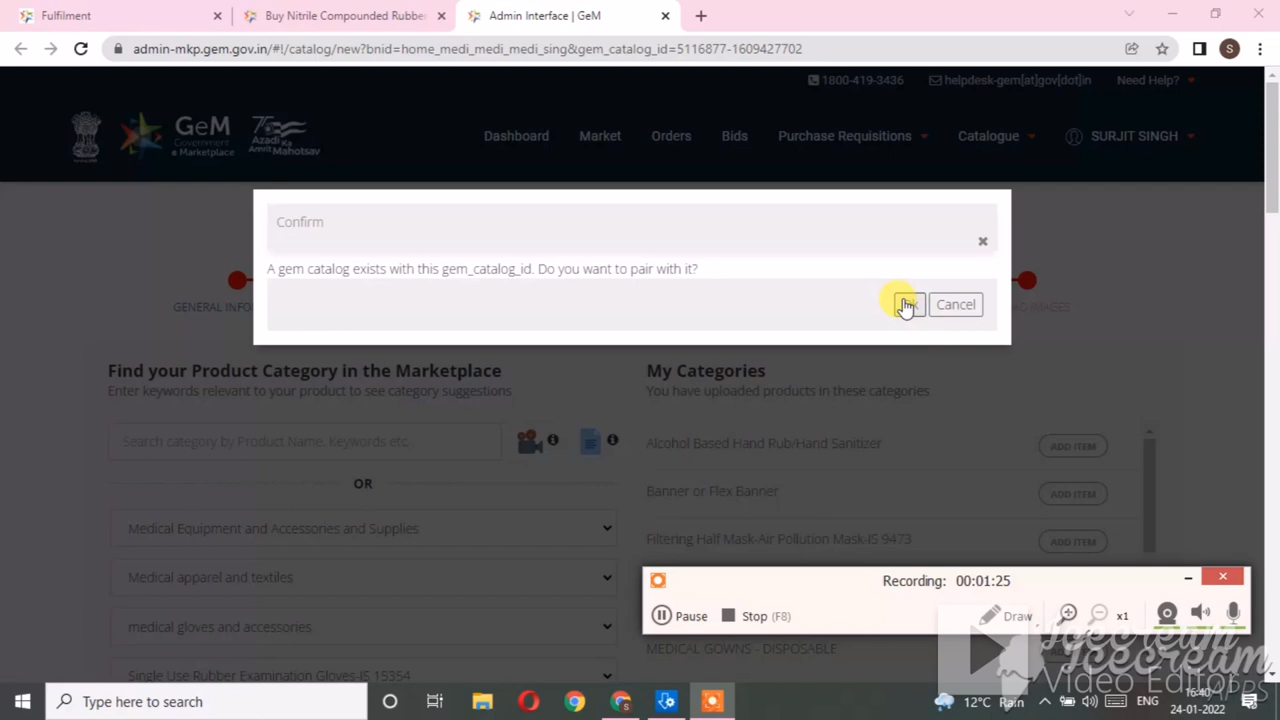 Fulfilment
Buy Nitrile Compounded Rubber
Admin Interface | GeM
admin-mkp.gem.gov.in/#!/catalog/new?bnid=home_medi_medi_medi_sing&gem_catalog_id=5116877-1609427702
S
1800-419-3436
helpdesk-gem[at]gov[dot]in
Need Help?
GeM
Government
e Marketplace
75
Azadi Ka
Amrit Mahotsav
Dashboard
Market
Orders
Bids
Purchase Requisitions
Catalogue
SURJIT SINGH
Confirm
A gem catalog exists with this gem_catalog_id. Do you want to pair with it?
Cancel
GENERAL INFO
Find your Product Category in the Marketplace
Enter keywords relevant to your product to see category suggestions
Search category by Product Name, Keywords etc.
OR
Medical Equipment and Accessories and Supplies
Medical apparel and textiles
medical gloves and accessories
Single Use Rubber Examination Gloves-IS 15354
My Categories
You have uploaded products in these categories
Alcohol Based Hand Rub/Hand Sanitizer
ADD ITEM
Banner or Flex Banner
ADD ITEM
Filtering Half Mask-Air Pollution Mask-IS 9473
ADD ITEM
Recording: 00:01:25
Pause
Stop (F8)
Draw
x1
MEDICAL GOWNS - DISPOSABLE
Icecream
Icecream
Video Editor
APPS
Type here to search
12°C Rain
ENG
16:40
24-01-2022